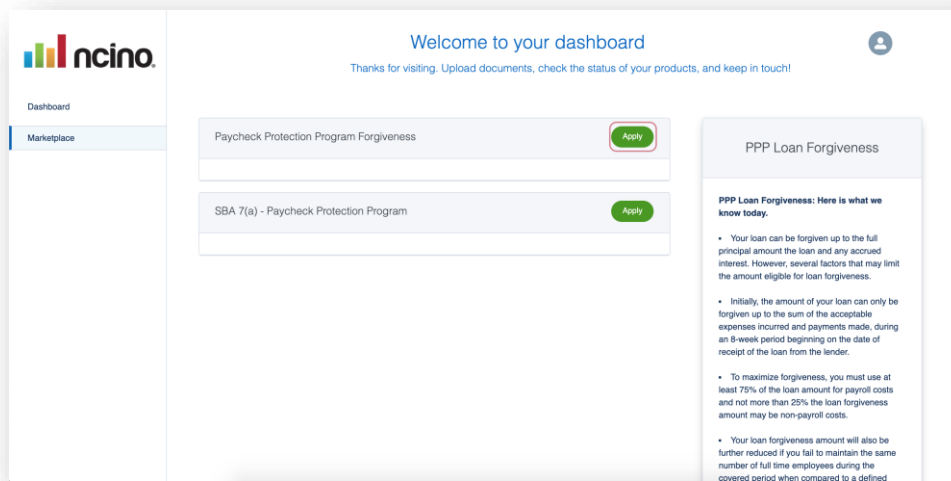 ncino.
Welcome to your dashboard
Thanks for visiting. Upload documents, check the status of your products, and keep in touch!
Dashboard
Marketplace
Paycheck Protection Program Forgiveness
Apply
SBA 7(a) - Paycheck Protection Program
Apply
PPP Loan Forgiveness
PPP Loan Forgiveness: Here is what we
know today.
• Your loan can be forgiven up to the full
principal amount the loan and any accrued
interest. However, several factors that may limit
the amount eligible for loan forgiveness.
• Initially, the amount of your loan can only be
forgiven up to the sum of the acceptable
expenses incurred and payments made, during
an 8-week period beginning on the date of
receipt of the loan from the lender.
• To maximize forgiveness, you must use at
least 75% of the loan amount for payroll costs
and not more than 25% the loan forgiveness
amount may be non-payroll costs.
• Your loan forgiveness amount will also be
further reduced if you fail to maintain the same
number of full time employees during the
covered period when compared to a defined